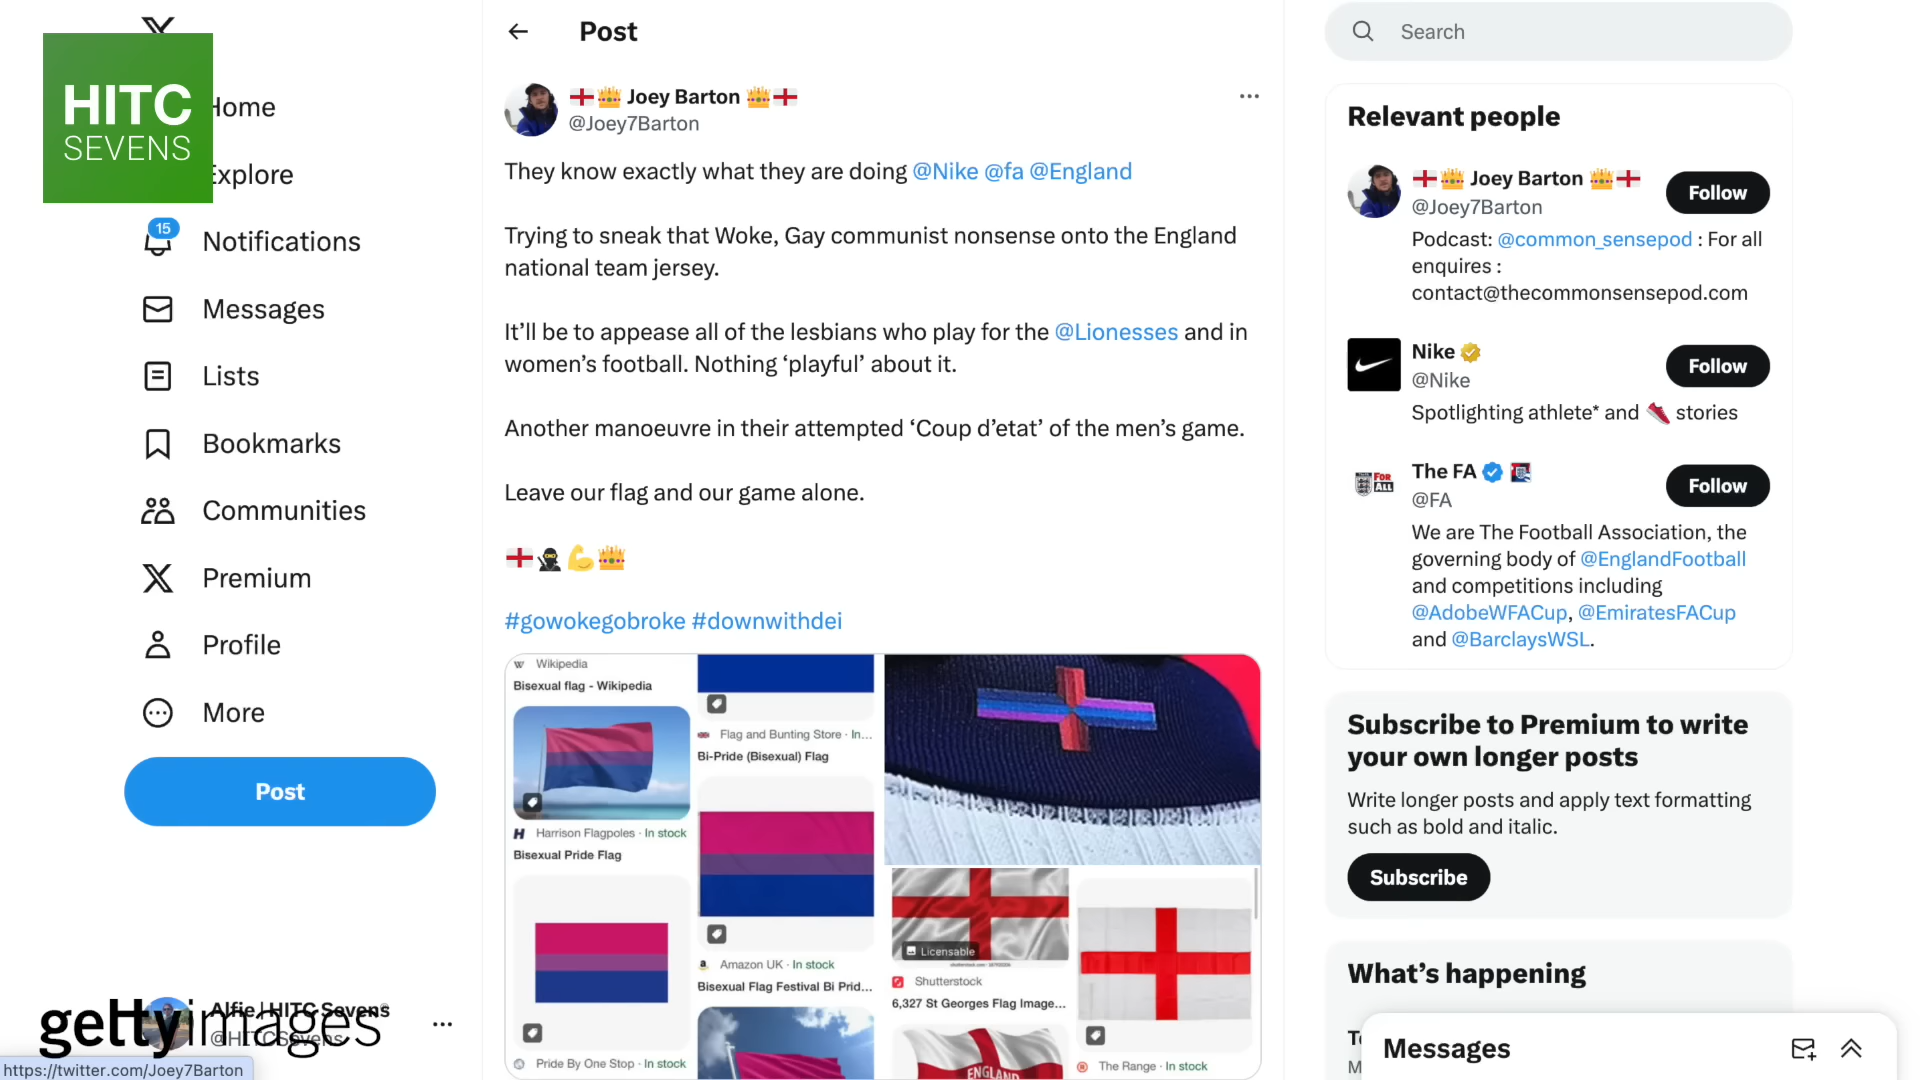 HITC
SEVENS
Home
Explore
15
Notifications
Messages
Lists
Bookmarks
Communities
Premium
Profile
More
Post
Alfie | HITC Sevens
@HITCSevens
gettyimages
https://twitter.com/Joey7Barton
Post
Joey Barton
@Joey7Barton
They know exactly what they are doing @Nike @fa @England
Trying to sneak that Woke, Gay communist nonsense onto the England
national team jersey.
It’ll be to appease all of the lesbians who play for the @Lionesses and in
women’s football. Nothing ‘playful’ about it.
Another manoeuvre in their attempted ‘Coup d’etat’ of the men’s game.
Leave our flag and our game alone.
#gowokegobroke #downwithdei
W Wikipedia
Bisexual flag - Wikipedia
H Harrison Flagpoles · In stock
Bisexual Pride Flag
Pride By One Stop · In stock
Flag and Bunting Store · In...
Bi-Pride (Bisexual) Flag
a Amazon UK · In stock
Bisexual Flag Festival Bi Prid...
Licensable
Shutterstock
6,327 St Georges Flag Image...
ENGLAND
The Range · In stock
Search
Relevant people
Joey Barton
@Joey7Barton
Follow
Podcast: @common_sensepod : For all
enquires :
contact@thecommonsensepod.com
Nike
@Nike
Follow
Spotlighting athlete* and stories
FOR
ALL
The FA
@FA
Follow
We are The Football Association, the
governing body of @EnglandFootball
and competitions including
@AdobeWFACup, @EmiratesFACup
and @BarclaysWSL.
Subscribe to Premium to write
your own longer posts
Write longer posts and apply text formatting
such as bold and italic.
Subscribe
What’s happening
Messages